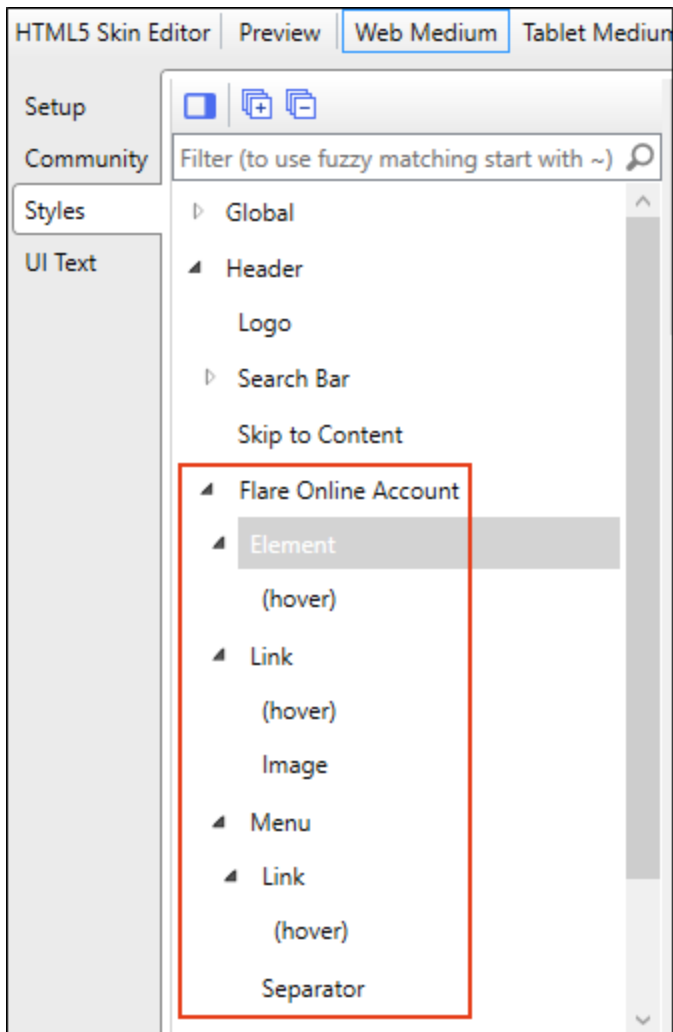 HTML5 Skin Editor Preview Web Medium Tablet Medium
Setup
Community
Styles
UI Text
Filter (to use fuzzy matching start with ~)
Global
Header
Logo
Search Bar
Skip to Content
Flare Online Account
Element
(hover)
Link
(hover)
Image
Menu
Link
(hover)
Separator